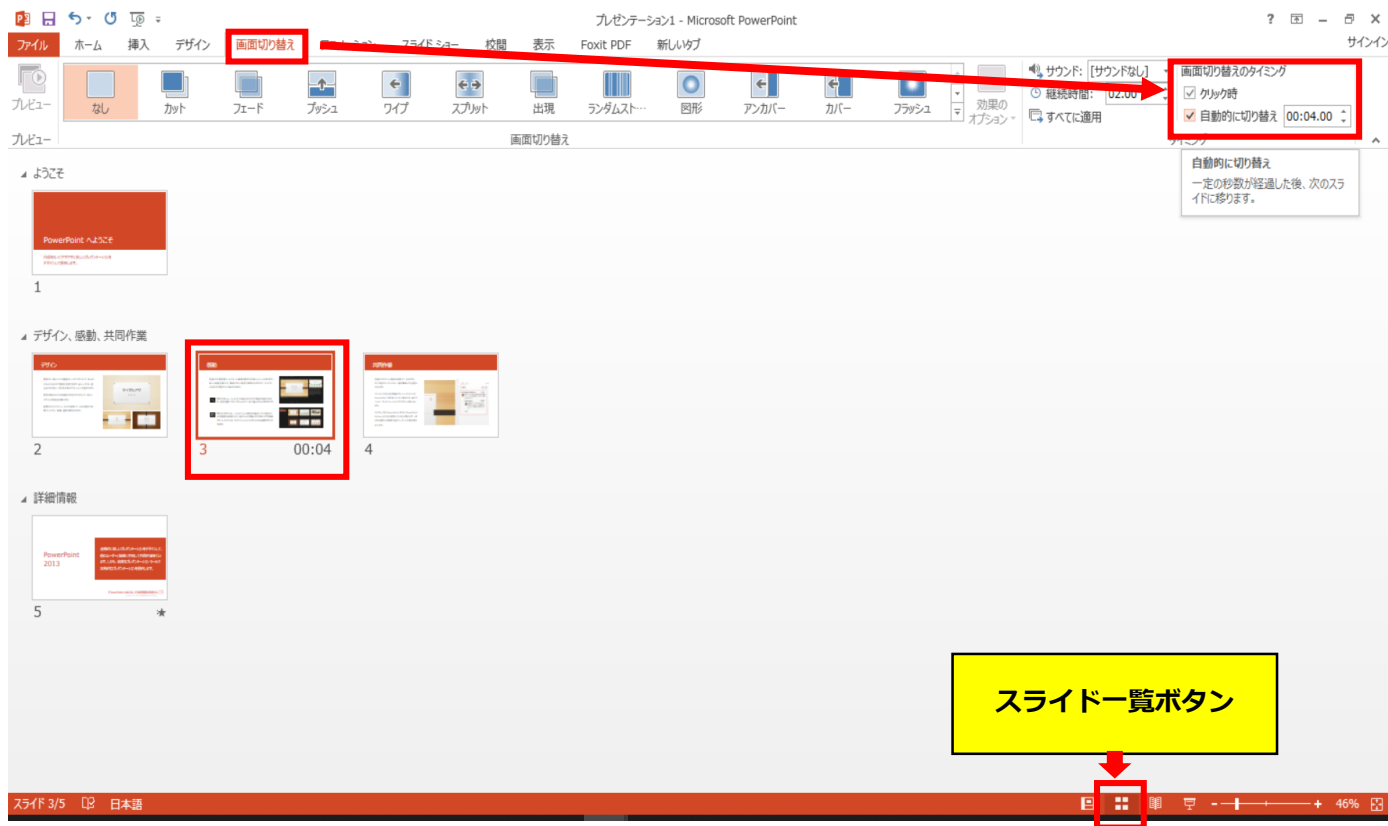 プレゼンテーション1 - Microsoft PowerPoint
ファイル ホーム 挿入 デザイン 画面切り替え スライド ショー 校閲 表示 Foxit PDF 新しいタブ サインイン
プレビュー
なし カット フェード プッシュ ワイプ スプリット 出現 ランダムスト… 図形 アンカバー カバー フラッシュ
効果の
オプション
サウンド: [サウンドなし]
継続時間: 02.00
すべてに適用
画面切り替えのタイミング
クリック時
自動的に切り替え 00:04.00
プレビュー 画面切り替え タイミング
自動的に切り替え
一定の秒数が経過した後、次のスラ
イドに移ります。
ようこそ
PowerPoint へようこそ
1
デザイン、感動、共同作業
デザイン
感動
共同作業
2
3 00:04
4
詳細情報
PowerPoint
2013
5
スライド一覧ボタン
スライド 3/5 日本語 46%